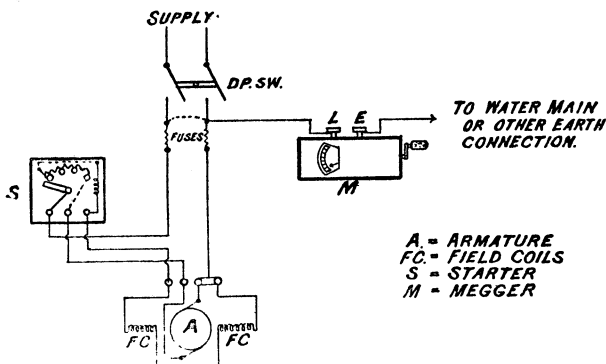 SUPPLY.
DP. SW.
L E
FUSES
TO WATER MAIN
OR OTHER EARTH
CONNECTION.
M
S
A. = ARMATURE
FC. = FIELD COILS
S = STARTER
M = MEGGER
FC A FC